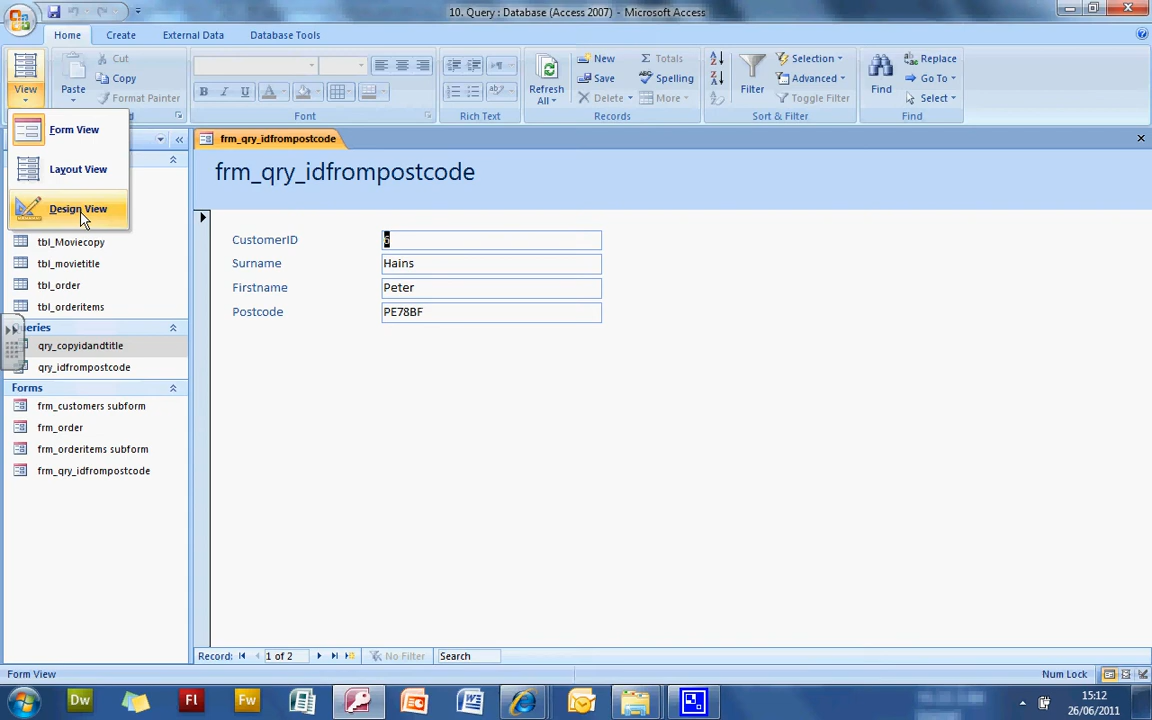 10. Query : Database (Access 2007) - Microsoft Access
Home Create External Data Database Tools
View
Paste
Cut
Copy
Format Painter
Font
Rich Text
Refresh All
New
Save
Delete
Totals
Spelling
More
Records
Filter
Selection
Advanced
Toggle Filter
Sort & Filter
Find
Replace
Go To
Select
Find
Form View
Layout View
Design View
tbl_Moviecopy
tbl_movietitle
tbl_order
tbl_orderitems
qry_copyidandtitle
qry_idfrompostcode
Forms
frm_customers subform
frm_order
frm_orderitems subform
frm_qry_idfrompostcode
frm_qry_idfrompostcode
frm_qry_idfrompostcode
CustomerID 6
Surname Hains
Firstname Peter
Postcode PE78BF
Record: 1 of 2 No Filter Search
Form View Num Lock
Dw Fl Fw
15:12
26/06/2011